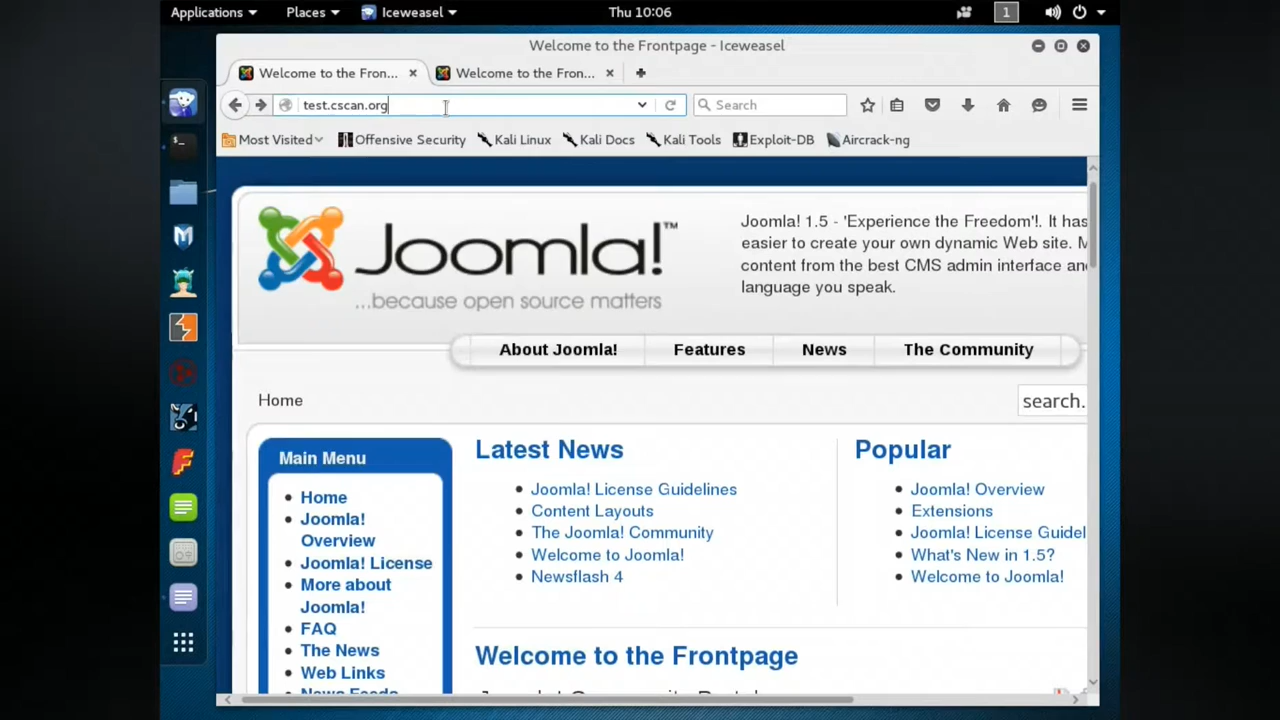 Applications Places Iceweasel Thu 10:06 1
Welcome to the Frontpage - Iceweasel
Welcome to the Fron... Welcome to the Fron...
test.cscan.org Search
Most Visited Offensive Security Kali Linux Kali Docs Kali Tools Exploit-DB Aircrack-ng
Joomla!™
...because open source matters
Joomla! 1.5 - 'Experience the Freedom'!. It has
easier to create your own dynamic Web site. M
content from the best CMS admin interface an
language you speak.
About Joomla! Features News The Community
Home search.
Main Menu
Home
Joomla!
Overview
Joomla! License
More about
Joomla!
FAQ
The News
Web Links
News Feeds
Latest News
Joomla! License Guidelines
Content Layouts
The Joomla! Community
Welcome to Joomla!
Newsflash 4
Popular
Joomla! Overview
Extensions
Joomla! License Guidel
What's New in 1.5?
Welcome to Joomla!
Welcome to the Frontpage